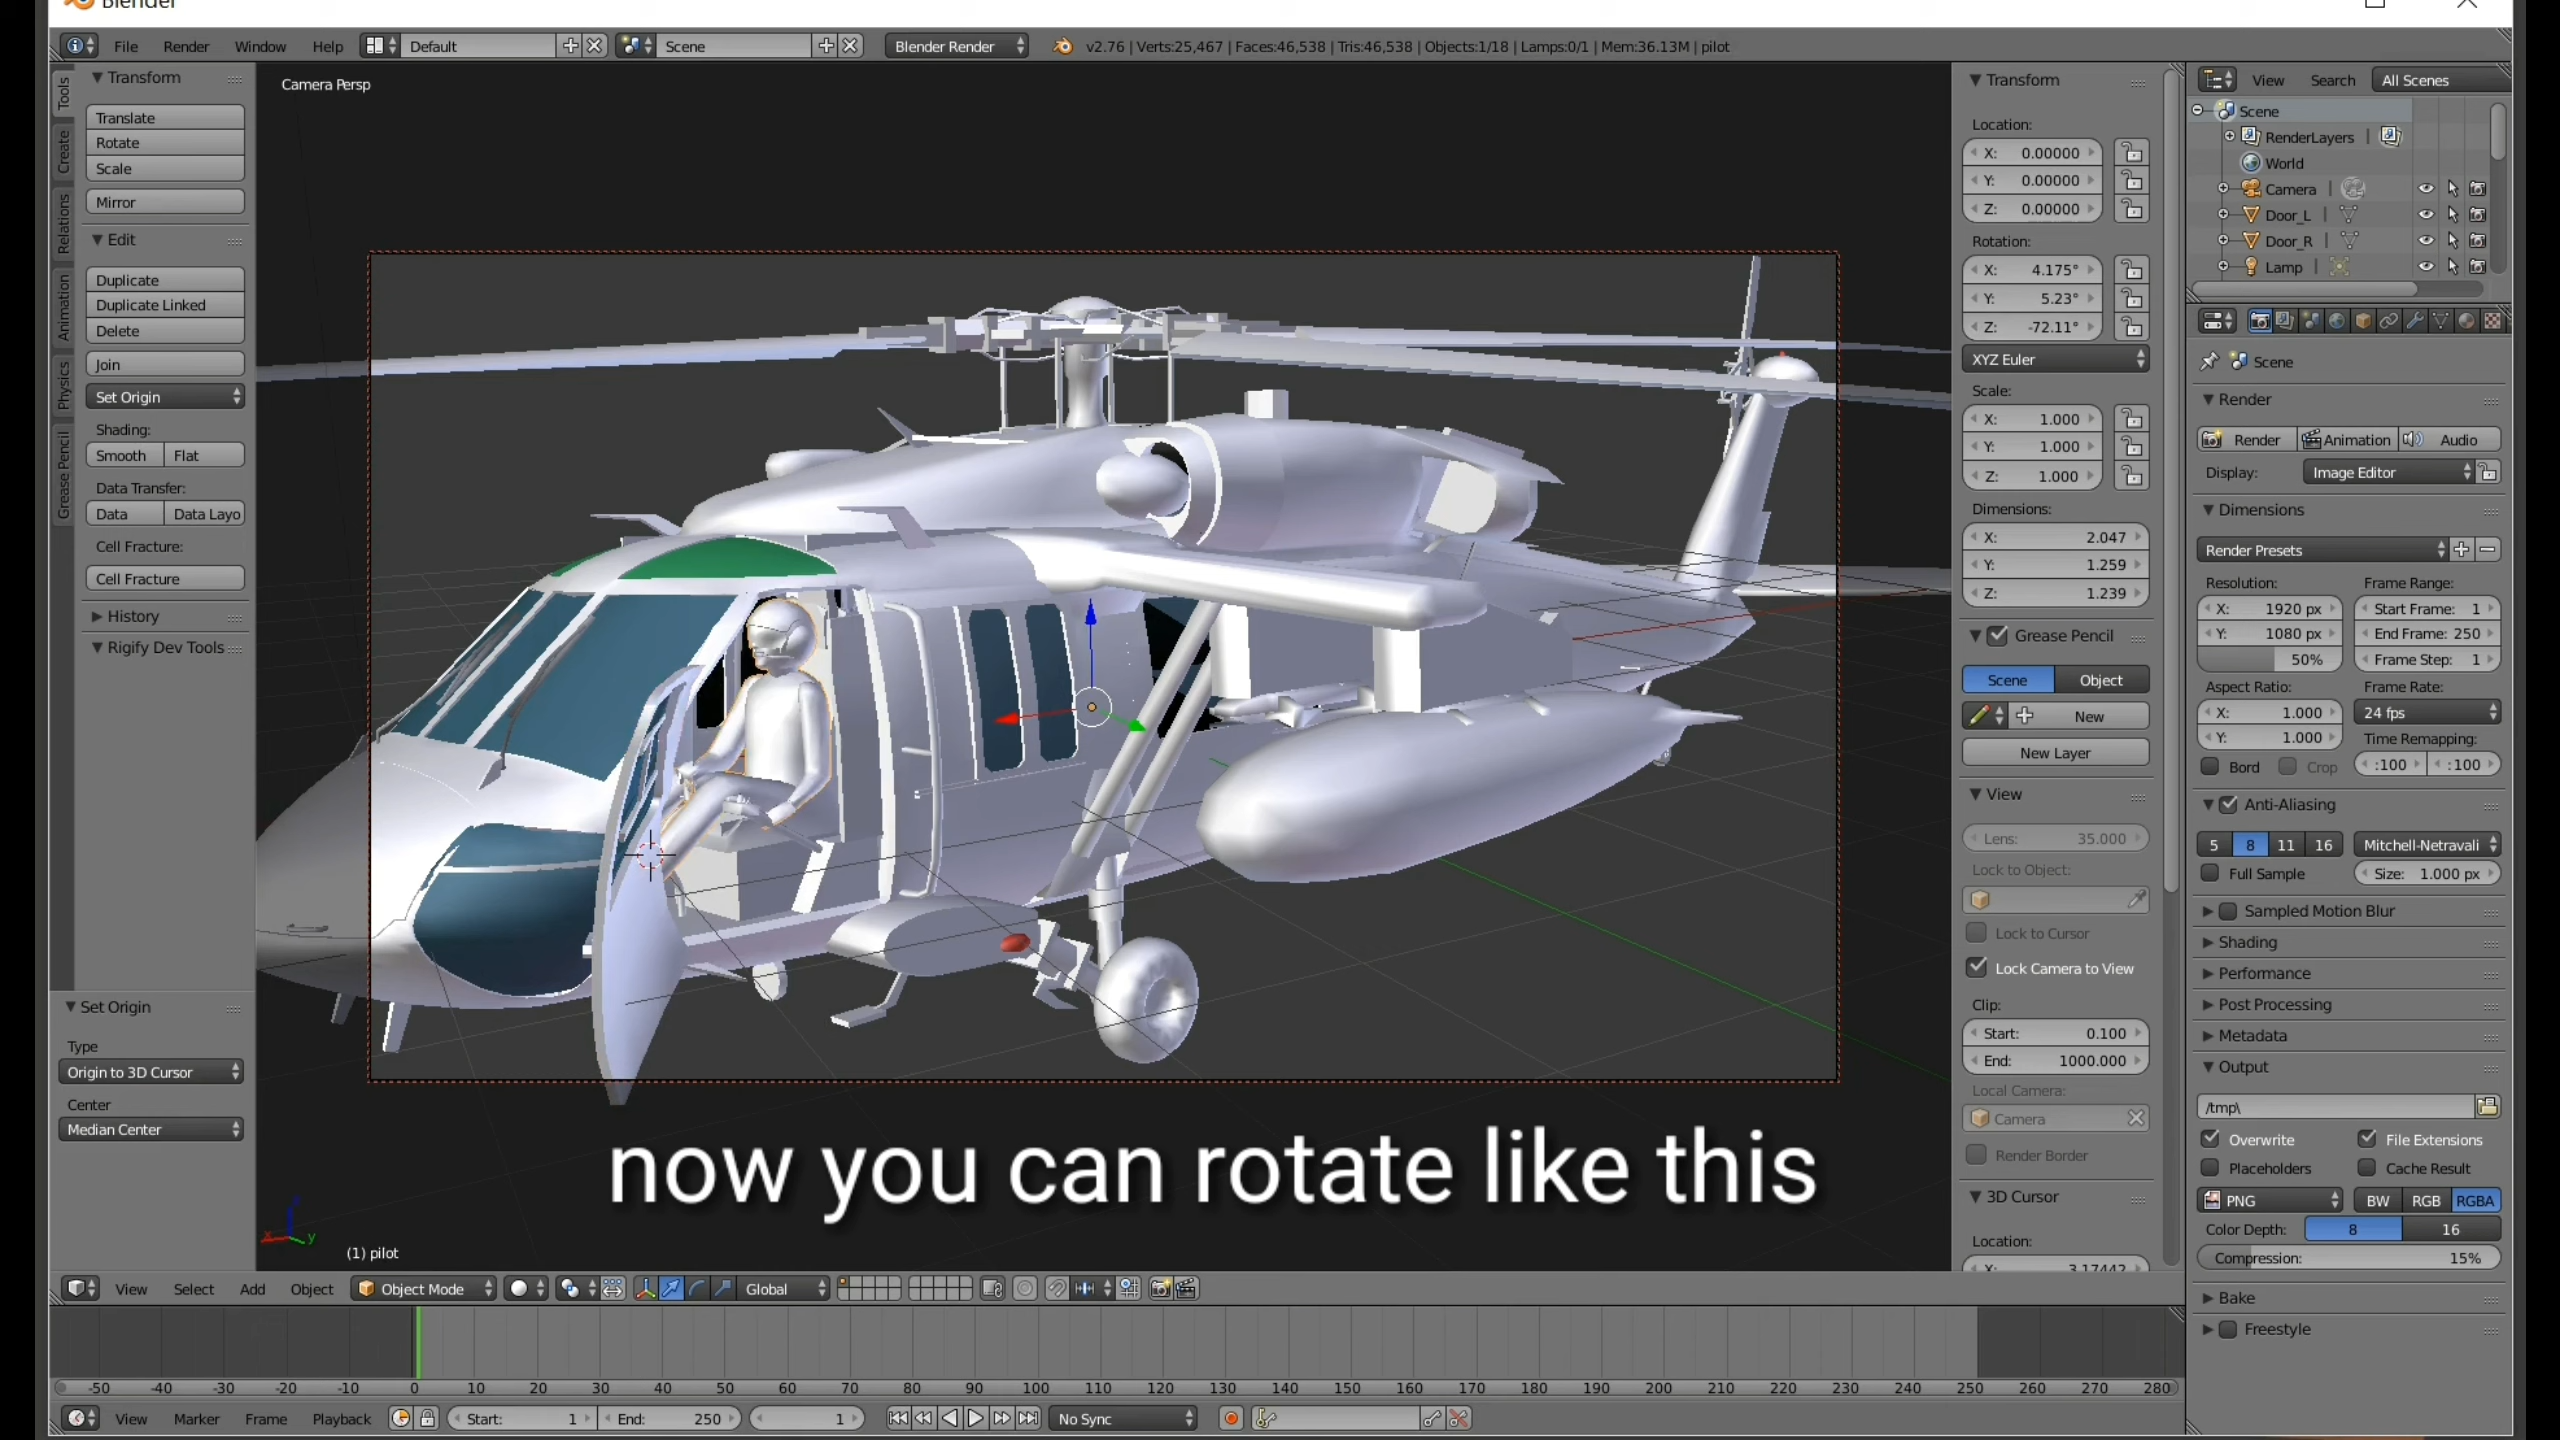 Blender
File Render Window Help Default Scene Blender Render v2.76 | Verts:25,467 | Faces:46,538 | Tris:46,538 | Objects:1/18 | Lamps:0/1 | Mem:36.13M | pilot
Tools
Create
Relations
Animation
Physics
Grease Pencil
Transform
Translate
Rotate
Scale
Mirror
Edit
Duplicate
Duplicate Linked
Delete
Join
Set Origin
Shading:
Smooth Flat
Data Transfer:
Data Data Layo
Cell Fracture:
Cell Fracture
History
Rigify Dev Tools
Set Origin
Type
Origin to 3D Cursor
Center
Median Center
Camera Persp
now you can rotate like this
x y
(1) pilot
Transform
Location:
X: 0.00000
Y: 0.00000
Z: 0.00000
Rotation:
X: 4.175°
Y: 5.23°
Z: -72.11°
XYZ Euler
Scale:
X: 1.000
Y: 1.000
Z: 1.000
Dimensions:
X: 2.047
Y: 1.259
Z: 1.239
Grease Pencil
Scene Object
New
New Layer
View
Lens: 35.000
Lock to Object:
Lock to Cursor
Lock Camera to View
Clip:
Start: 0.100
End: 1000.000
Local Camera:
Camera
Render Border
3D Cursor
Location:
X: 3.17442
View Search All Scenes
Scene
RenderLayers |
World
Camera |
Door_L |
Door_R |
Lamp |
Scene
Render
Render Animation Audio
Display: Image Editor
Dimensions
Render Presets
Resolution: Frame Range:
X: 1920 px Start Frame: 1
Y: 1080 px End Frame: 250
50% Frame Step: 1
Aspect Ratio: Frame Rate:
X: 1.000 24 fps
Y: 1.000 Time Remapping:
Bord Crop :100 :100
Anti-Aliasing
5 8 11 16 Mitchell-Netravali
Full Sample Size: 1.000 px
Sampled Motion Blur
Shading
Performance
Post Processing
Metadata
Output
/tmp\
Overwrite File Extensions
Placeholders Cache Result
PNG BW RGB RGBA
Color Depth: 8 16
Compression: 15%
Bake
Freestyle
View Select Add Object Object Mode Global
-50 -40 -30 -20 -10 0 10 20 30 40 50 60 70 80 90 100 110 120 130 140 150 160 170 180 190 200 210 220 230 240 250 260 270 280
View Marker Frame Playback Start: 1 End: 250 1 No Sync